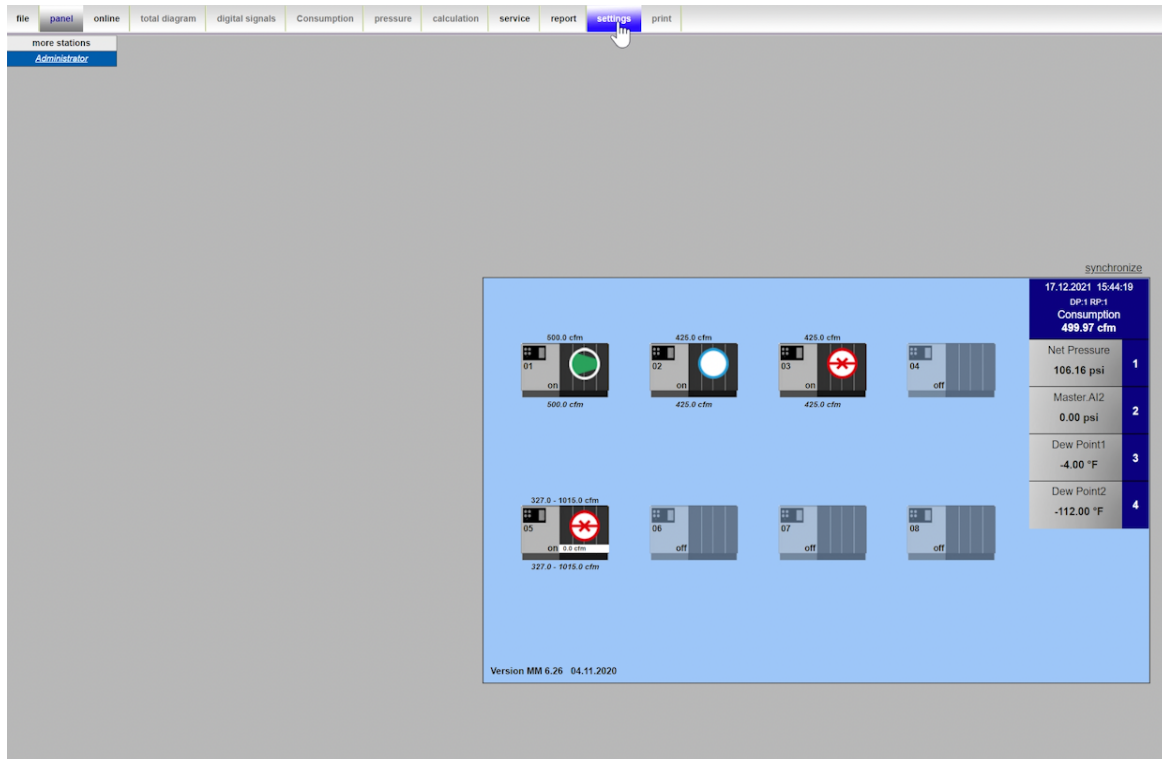 file panel online total diagram digital signals Consumption pressure calculation service report settings print
more stations
Administrator
synchronize
17.12.2021 15:44:19
DP:1 RP:1
Consumption
499.97 cfm
Net Pressure
106.16 psi
1
Master.AI2
0.00 psi
2
Dew Point1
-4.00 °F
3
Dew Point2
-112.00 °F
4
500.0 cfm
01
on
500.0 cfm
425.0 cfm
02
on
425.0 cfm
425.0 cfm
03
on
425.0 cfm
04
off
327.0 - 1015.0 cfm
05
on 0.0 cfm
327.0 - 1015.0 cfm
06
off
07
off
08
off
Version MM 6.26 04.11.2020